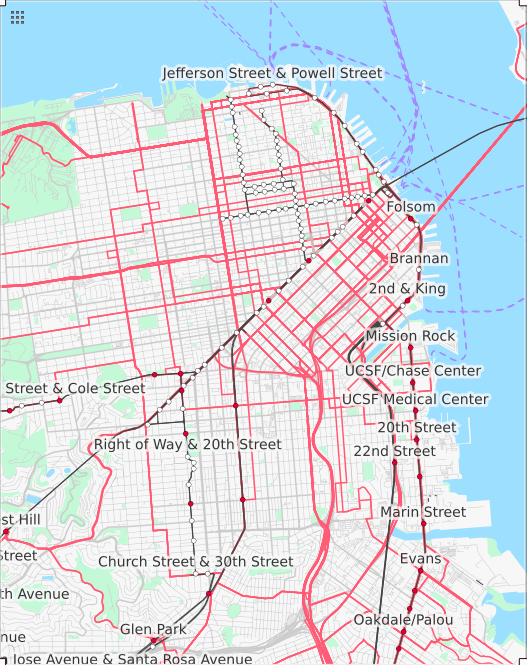 Jefferson Street & Powell Street
Folsom
Brannan
2nd & King
Mission Rock
UCSF/Chase Center
Street & Cole Street
UCSF Medical Center
20th Street
Right of Way & 20th Street
22nd Street
Marin Street
st Hill
Street
Church Street & 30th Street
Evans
th Avenue
Oakdale/Palou
Glen Park
nue
Jose Avenue & Santa Rosa Avenue